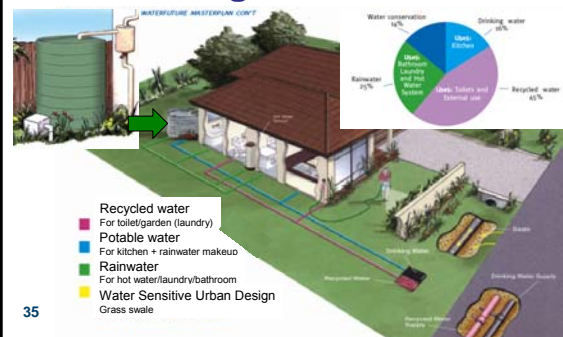 WATERFUTURE MASTERPLAN CON'T
Water conservation
14%
Drinking water
16%
Uses:
Kitchen
Uses:
Bathroom
Laundry and
Hot Water
System
Rainwater
25%
Uses: Toilets and
External use
Recycled water
45%
Recycled water
For toilet/garden (laundry)
Potable water
For kitchen + rainwater makeup
Rainwater
For hot water/laundry/bathroom
Water Sensitive Urban Design
Grass swale
Drinking Water
Recycled Water
Drinking Water Supply
Recycled Water
Supply
35